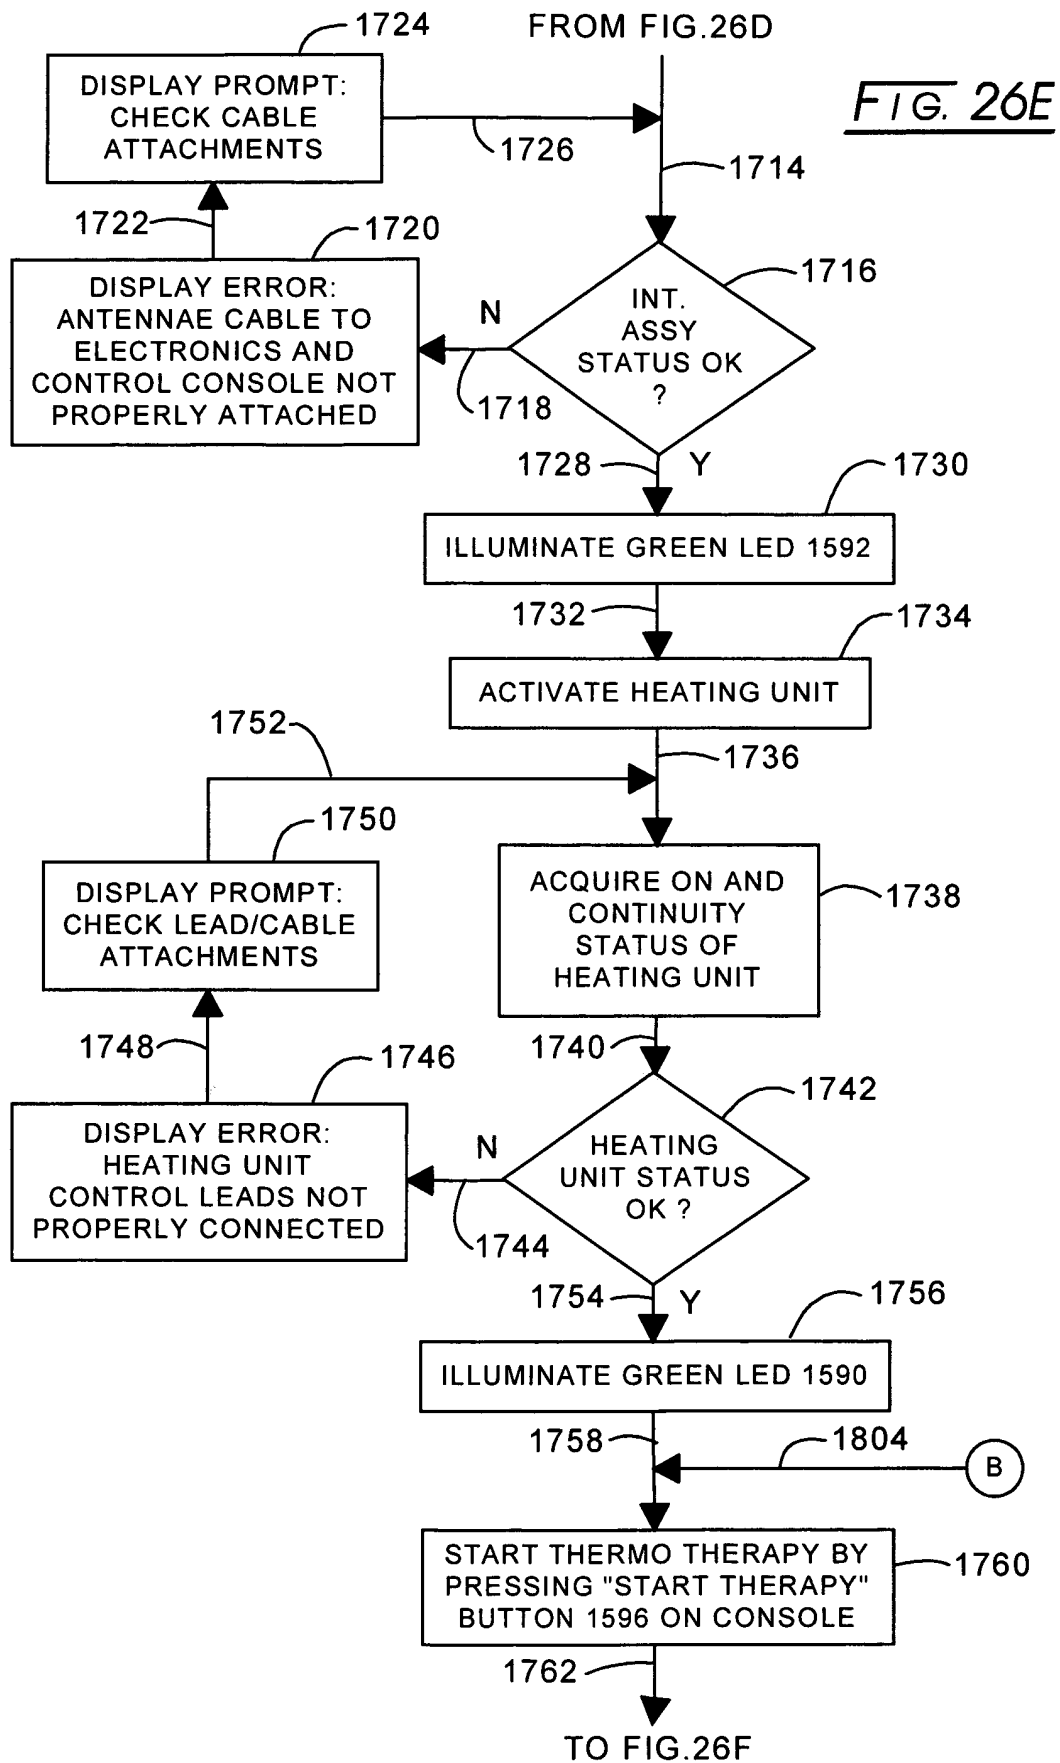 1724
FROM FIG.26D
FIG. 26E
DISPLAY PROMPT:
CHECK CABLE
ATTACHMENTS
1726
1714
1722
1720
1716
DISPLAY ERROR:
ANTENNAE CABLE TO
ELECTRONICS AND
CONTROL CONSOLE NOT
PROPERLY ATTACHED
N
1718
INT.
ASSY
STATUS OK
?
1728
Y
1730
ILLUMINATE GREEN LED 1592
1732
1734
ACTIVATE HEATING UNIT
1752
1736
1750
DISPLAY PROMPT:
CHECK LEAD/CABLE
ATTACHMENTS
ACQUIRE ON AND
CONTINUITY
STATUS OF
HEATING UNIT
1738
1748
1746
1740
1742
DISPLAY ERROR:
HEATING UNIT
CONTROL LEADS NOT
PROPERLY CONNECTED
N
1744
HEATING
UNIT STATUS
OK ?
1754
Y
1756
ILLUMINATE GREEN LED 1590
1758
1804
B
START THERMO THERAPY BY
PRESSING "START THERAPY"
BUTTON 1596 ON CONSOLE
1760
1762
TO FIG.26F